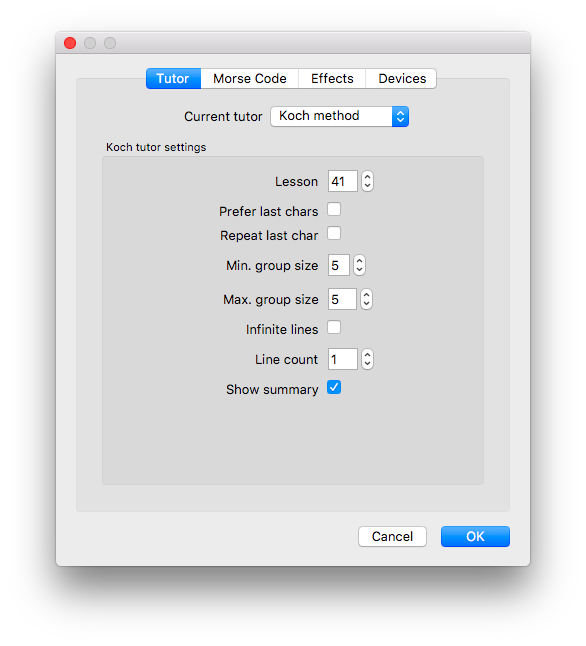 Tutor Morse Code Effects Devices
Current tutor Koch method
Koch tutor settings
Lesson 41
Prefer last chars
Repeat last char
Min. group size 5
Max. group size 5
Infinite lines
Line count 1
Show summary
Cancel OK